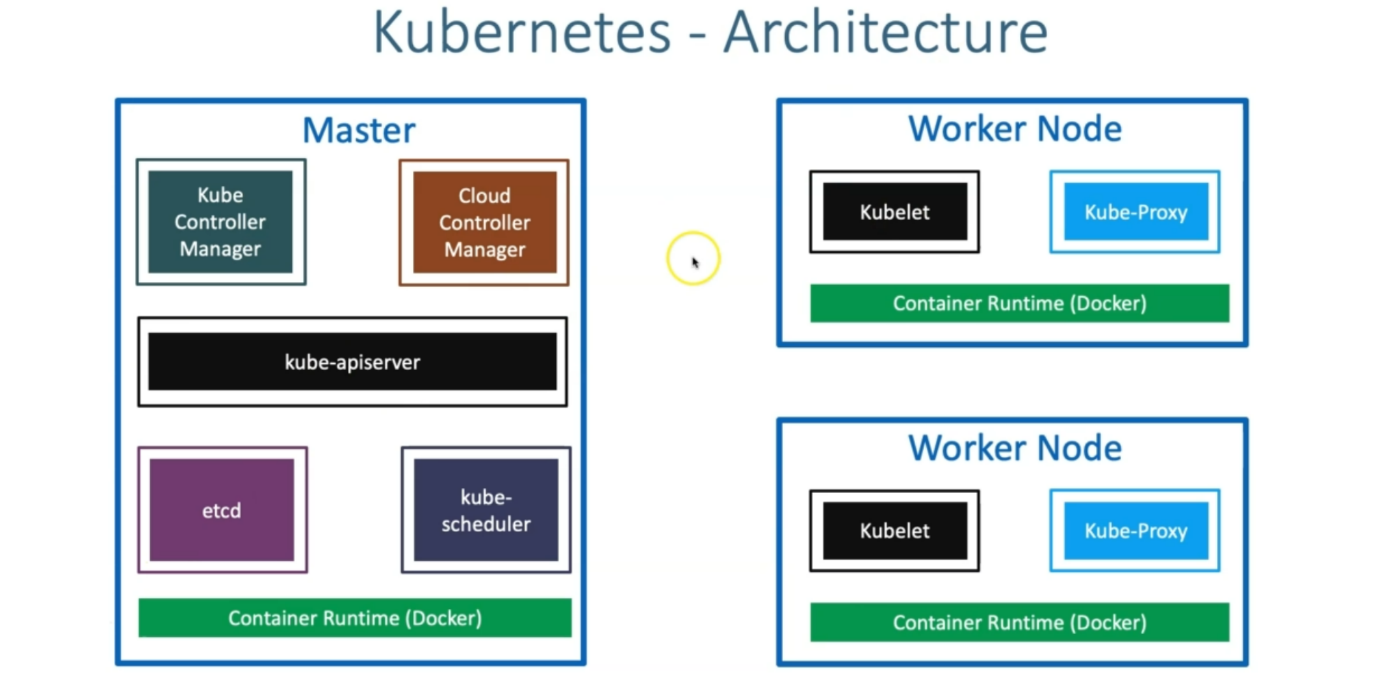 Kubernetes - Architecture
Master
Kube
Controller
Manager
Cloud
Controller
Manager
kube-apiserver
etcd
kube-
scheduler
Container Runtime (Docker)
Worker Node
Kubelet
Kube-Proxy
Container Runtime (Docker)
Worker Node
Kubelet
Kube-Proxy
Container Runtime (Docker)